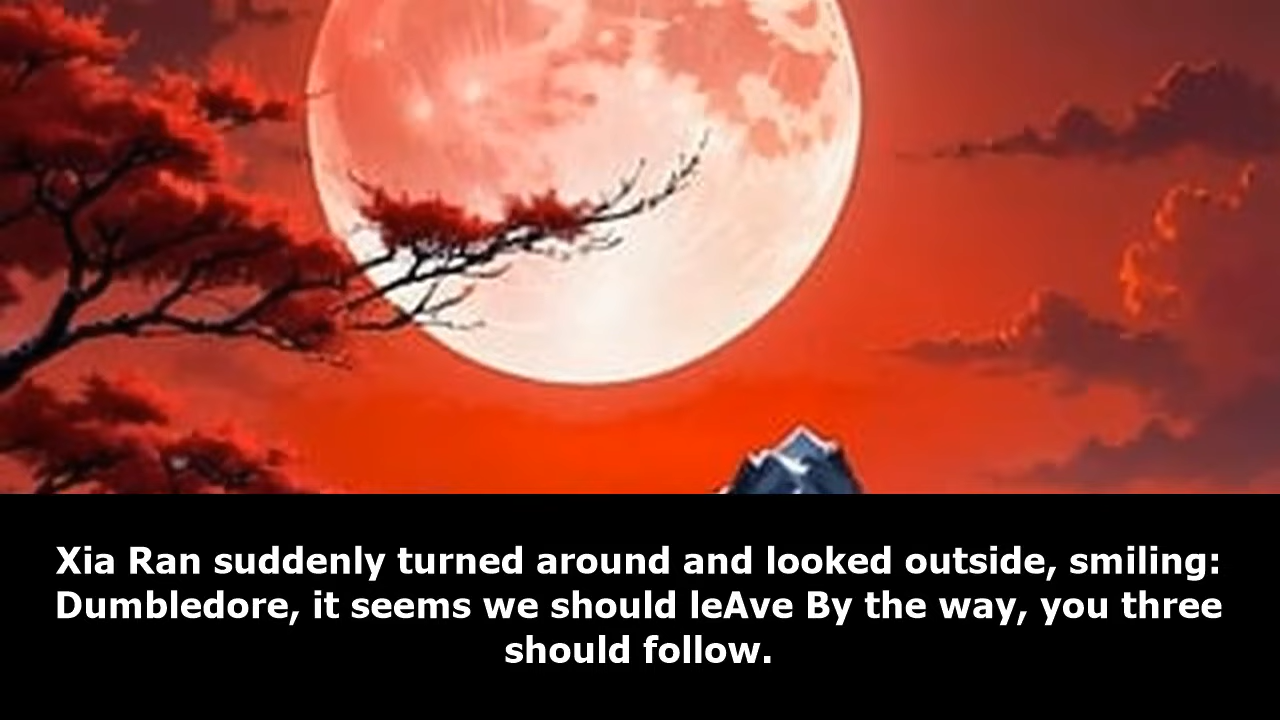 Xia Ran suddenly turned around and looked outside, smiling:
Dumbledore, it seems we should leAve By the way, you three
should follow.